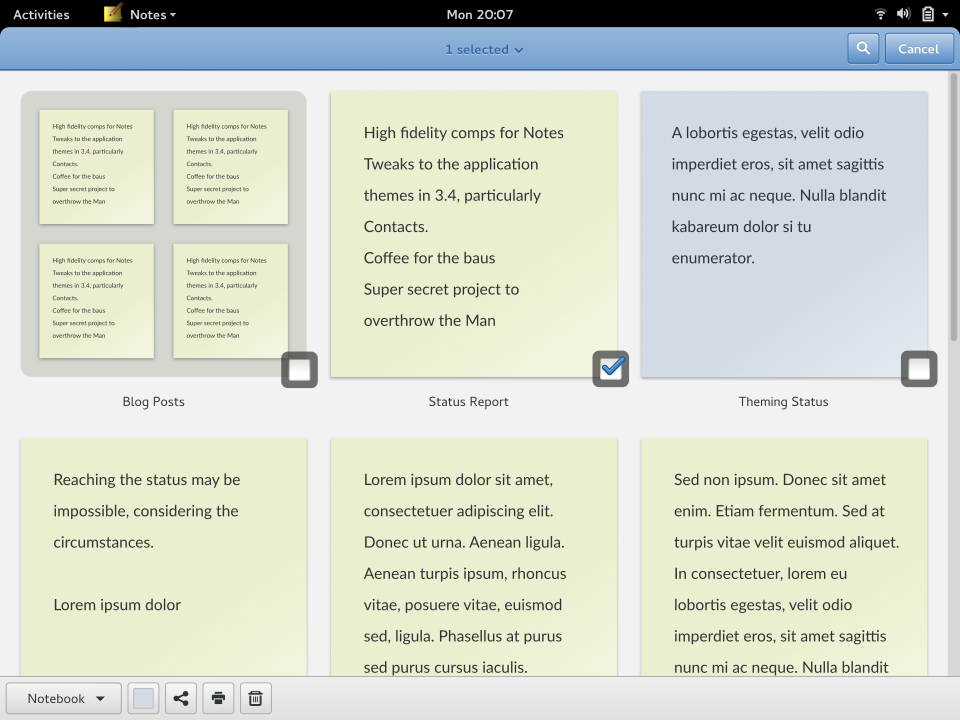 Activities
Notes
Mon 20:07
1 selected
Cancel
High fidelity comps for Notes
Tweaks to the application
themes in 3.4, particularly
Contacts.
Coffee for the baus
Super secret project to
overthrow the Man
High fidelity comps for Notes
Tweaks to the application
themes in 3.4, particularly
Contacts.
Coffee for the baus
Super secret project to
overthrow the Man
High fidelity comps for Notes
Tweaks to the application
themes in 3.4, particularly
Contacts.
Coffee for the baus
Super secret project to
overthrow the Man
High fidelity comps for Notes
Tweaks to the application
themes in 3.4, particularly
Contacts.
Coffee for the baus
Super secret project to
overthrow the Man
Blog Posts
High fidelity comps for Notes
Tweaks to the application
themes in 3.4, particularly
Contacts.
Coffee for the baus
Super secret project to
overthrow the Man
Status Report
A lobortis egestas, velit odio
imperdiet eros, sit amet sagittis
nunc mi ac neque. Nulla blandit
kabareum dolor si tu
enumerator.
Theming Status
Reaching the status may be
impossible, considering the
circumstances.
Lorem ipsum dolor
Lorem ipsum dolor sit amet,
consectetuer adipiscing elit.
Donec ut urna. Aenean ligula.
Aenean turpis ipsum, rhoncus
vitae, posuere vitae, euismod
sed, ligula. Phasellus at purus
sed purus cursus iaculis.
Sed non ipsum. Donec sit amet
enim. Etiam fermentum. Sed at
turpis vitae velit euismod aliquet.
In consectetuer, lorem eu
lobortis egestas, velit odio
imperdiet eros, sit amet sagittis
nunc mi ac neque. Nulla blandit
Notebook